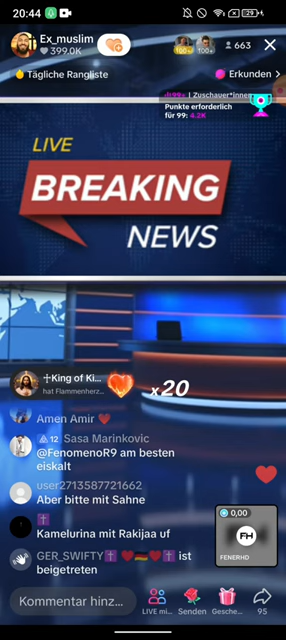 20:44
29
Ex_muslim
399.0K
100+
100+
663
Tägliche Rangliste
Erkunden
Zuschauer*innen
Punkte erforderlich
für 99: 4.2K
LIVE
BREAKING
NEWS
†King of Ki...
hat Flammenherz...
x20
Amen Amir
12 Sasa Marinkovic
@FenomenoR9 am besten
eiskalt
user2713587721662
Aber bitte mit Sahne
Kamelurina mit Rakijaa uf
GER_SWIFTY ist
beigetreten
0,00
FH
FENERHD
Kommentar hinz...
LIVE mi...
Senden
Gesche...
95